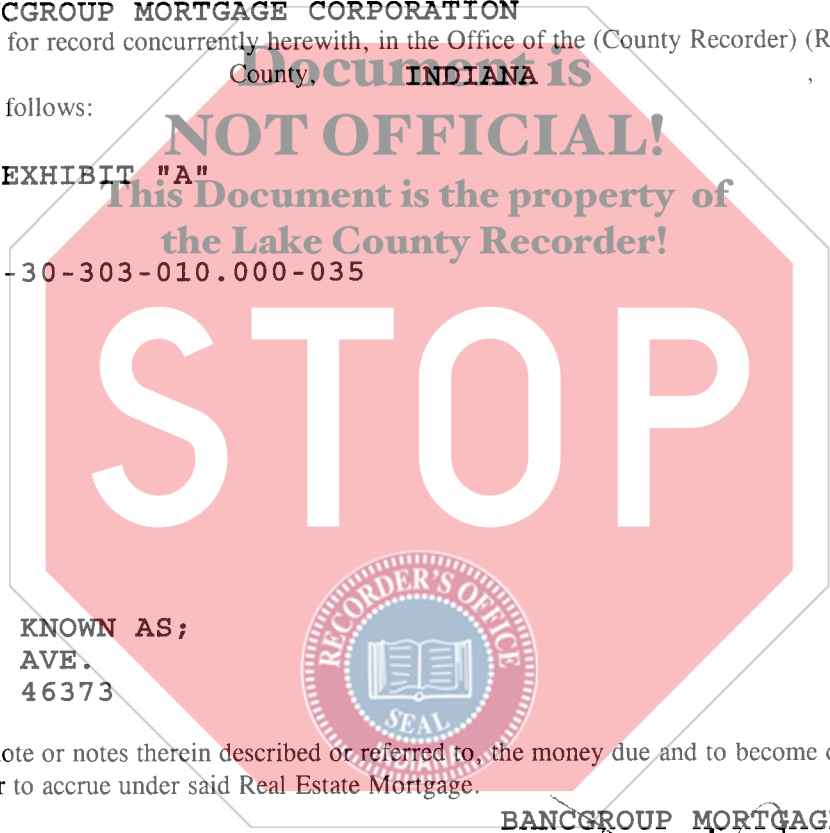 CGROUP MORTGAGE CORPORATION
for record concurrently herewith, in the Office of the (County Recorder) (R
Document is
County, INDIANA ,
follows:
NOT OFFICIAL!
EXHIBIT "A"
This Document is the property of
the Lake County Recorder!
-30-303-010.000-035
STOP
RECORDER'S OFFICE
KNOWN AS;
AVE.
46373
SEAL
ote or notes therein described or referred to, the money due and to become
INDIANA
r to accrue under said Real Estate Mortgage.
BANCGROUP MORTGAG